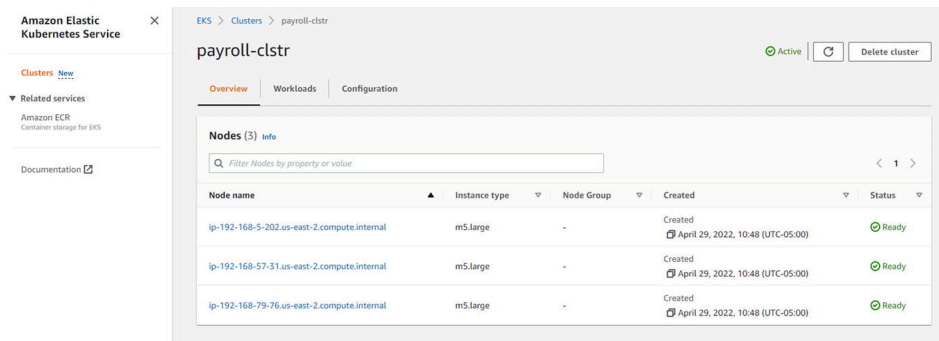 Amazon Elastic
Kubernetes Service
Clusters New
Related services
Amazon ECR
Container storage for EKS
Documentation
EKS > Clusters > payroll-clstr
payroll-clstr
Active
Delete cluster
Overview
Workloads
Configuration
Nodes (3) Info
Filter Nodes by property or value
< 1 >
Node name Instance type Node Group Created Status
ip-192-168-5-202.us-east-2.compute.internal m5.large - Created
April 29, 2022, 10:48 (UTC-05:00) Ready
ip-192-168-57-31.us-east-2.compute.internal m5.large - Created
April 29, 2022, 10:48 (UTC-05:00) Ready
ip-192-168-79-76.us-east-2.compute.internal m5.large - Created
April 29, 2022, 10:48 (UTC-05:00) Ready